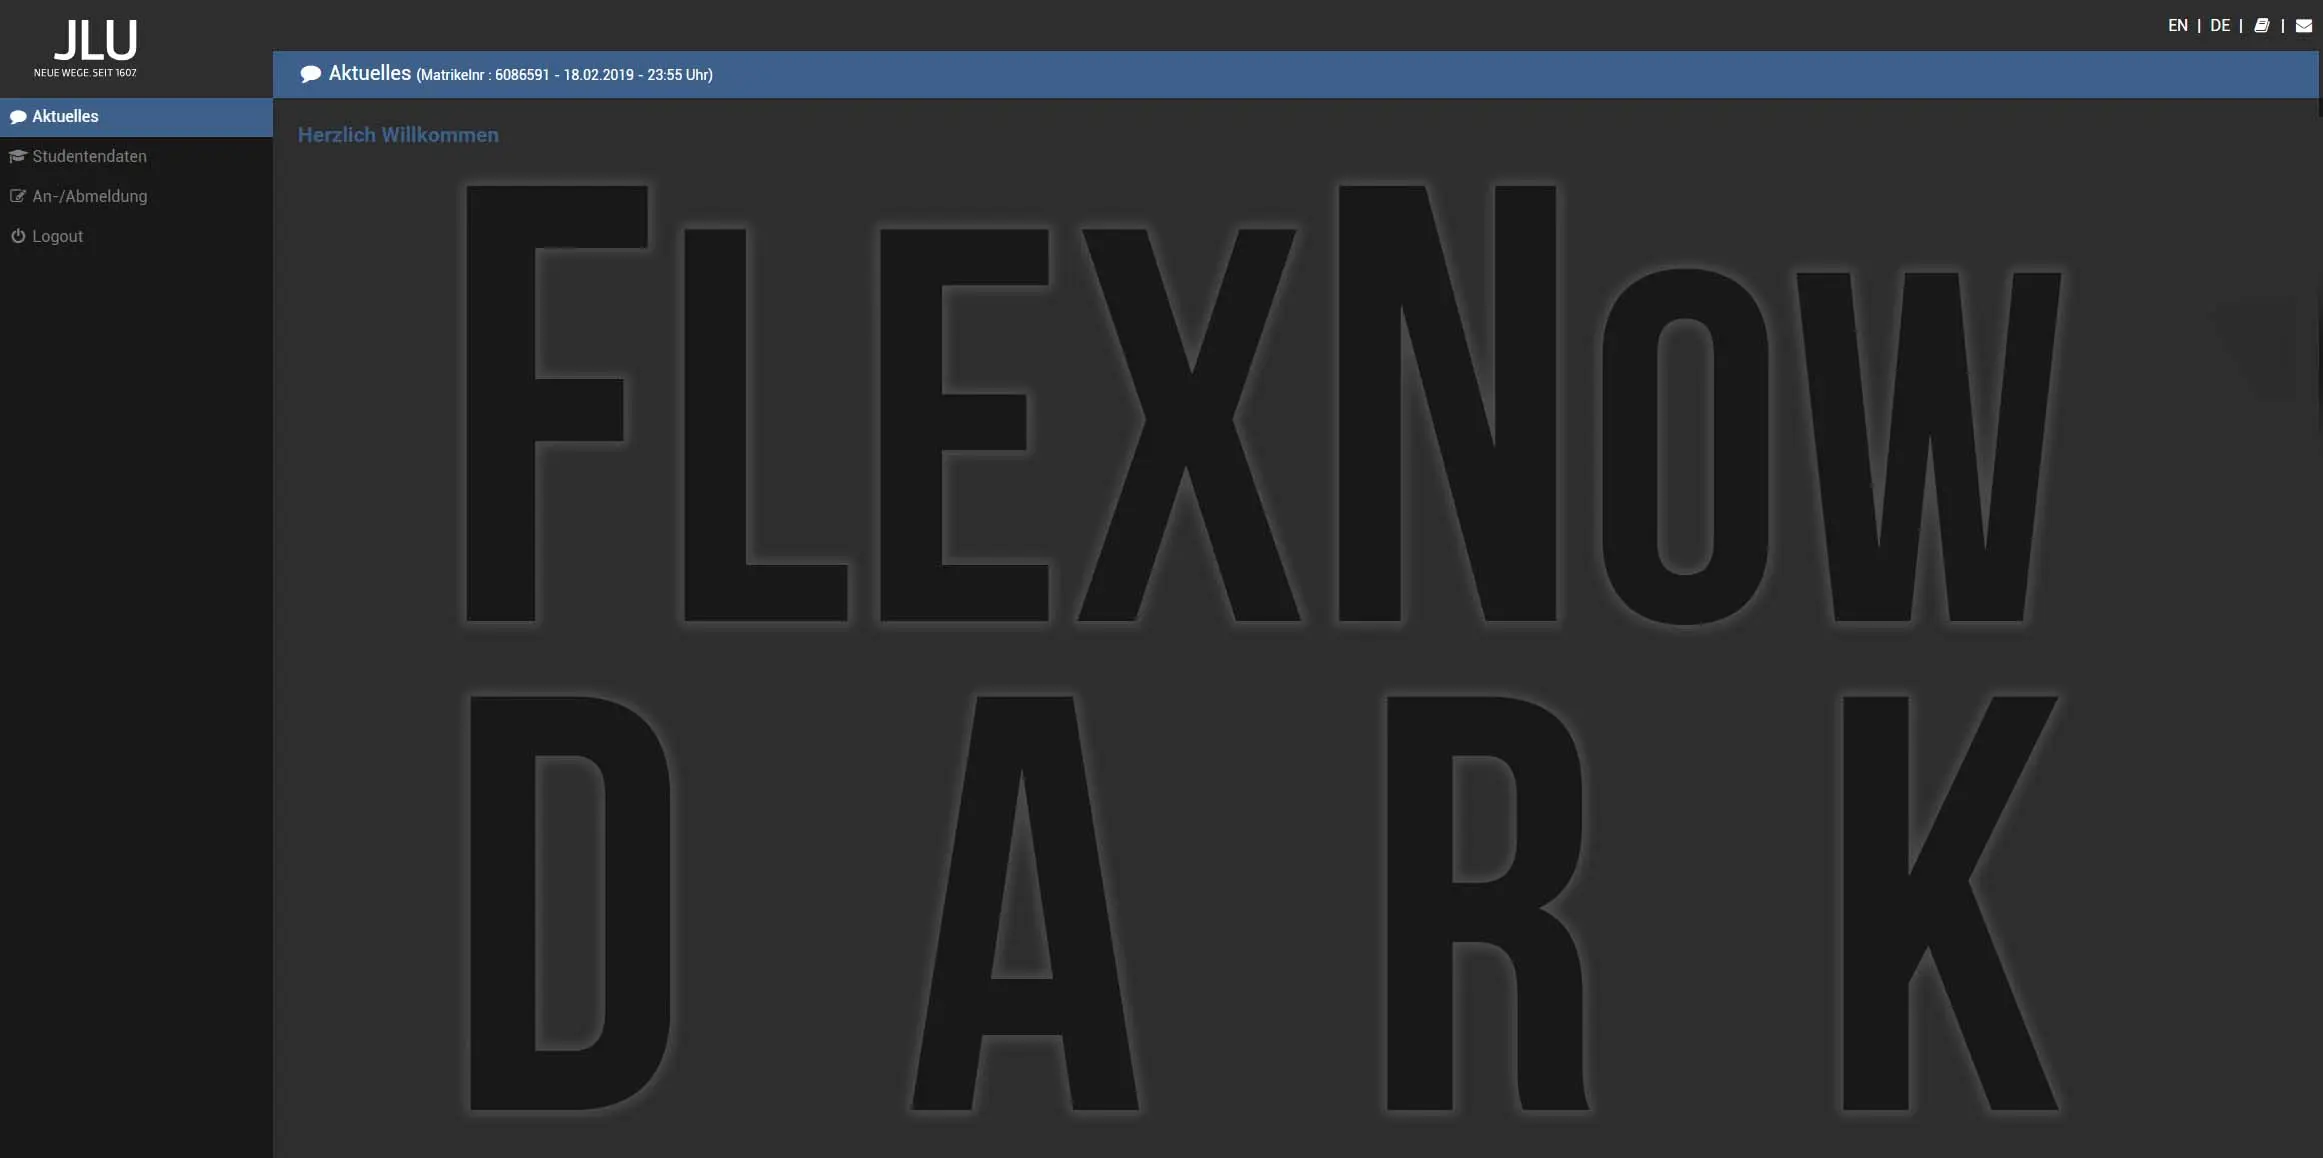 JLU
NEUE WEGE. SEIT 1607.
EN | DE | |
Aktuelles (Matrikelnr : 6086591 - 18.02.2019 - 23:55 Uhr)
Aktuelles
Studentendaten
An-/Abmeldung
Logout
Herzlich Willkommen
FLEXNOW
DARK